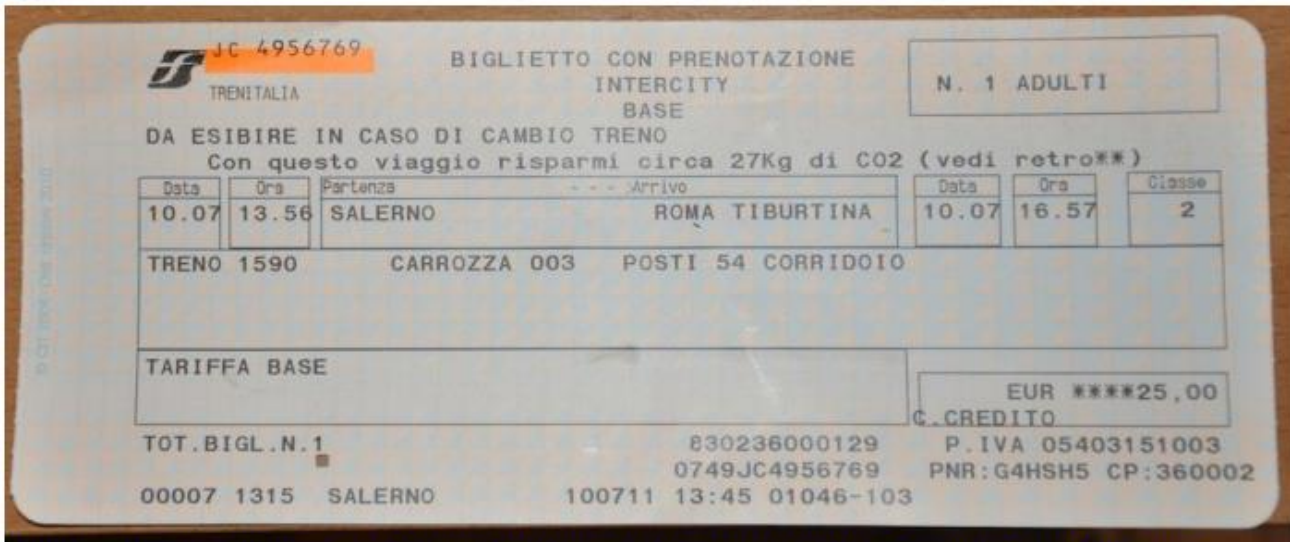 JC 4956769
TRENITALIA
BIGLIETTO CON PRENOTAZIONE
INTERCITY
BASE
N. 1 ADULTI
DA ESIBIRE IN CASO DI CAMBIO TRENO
Con questo viaggio risparmi circa 27Kg di CO2 (vedi retro**)
Data Ora Partenza - - - Arrivo Data Ora Classe
10.07 13.56 SALERNO ROMA TIBURTINA 10.07 16.57 2
TRENO 1590 CARROZZA 003 POSTI 54 CORRIDOIO
TARIFFA BASE
EUR ****25,00
C.CREDITO
TOT.BIGL.N.1 830236000129 P.IVA 05403151003
0749JC4956769 PNR:G4HSH5 CP:360002
00007 1315 SALERNO 100711 13:45 01046-103